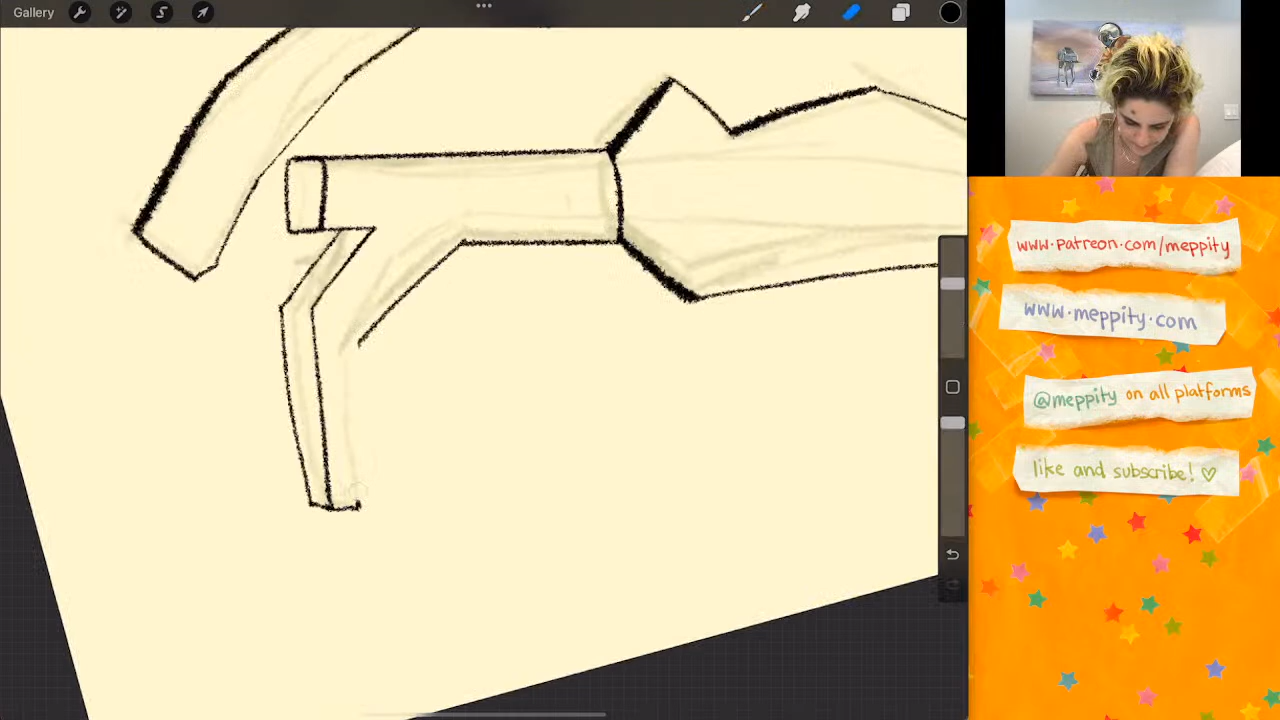 Gallery
www.patreon.com/meppity
www.meppity.com
@meppity on all platforms
like and subscribe! ♡